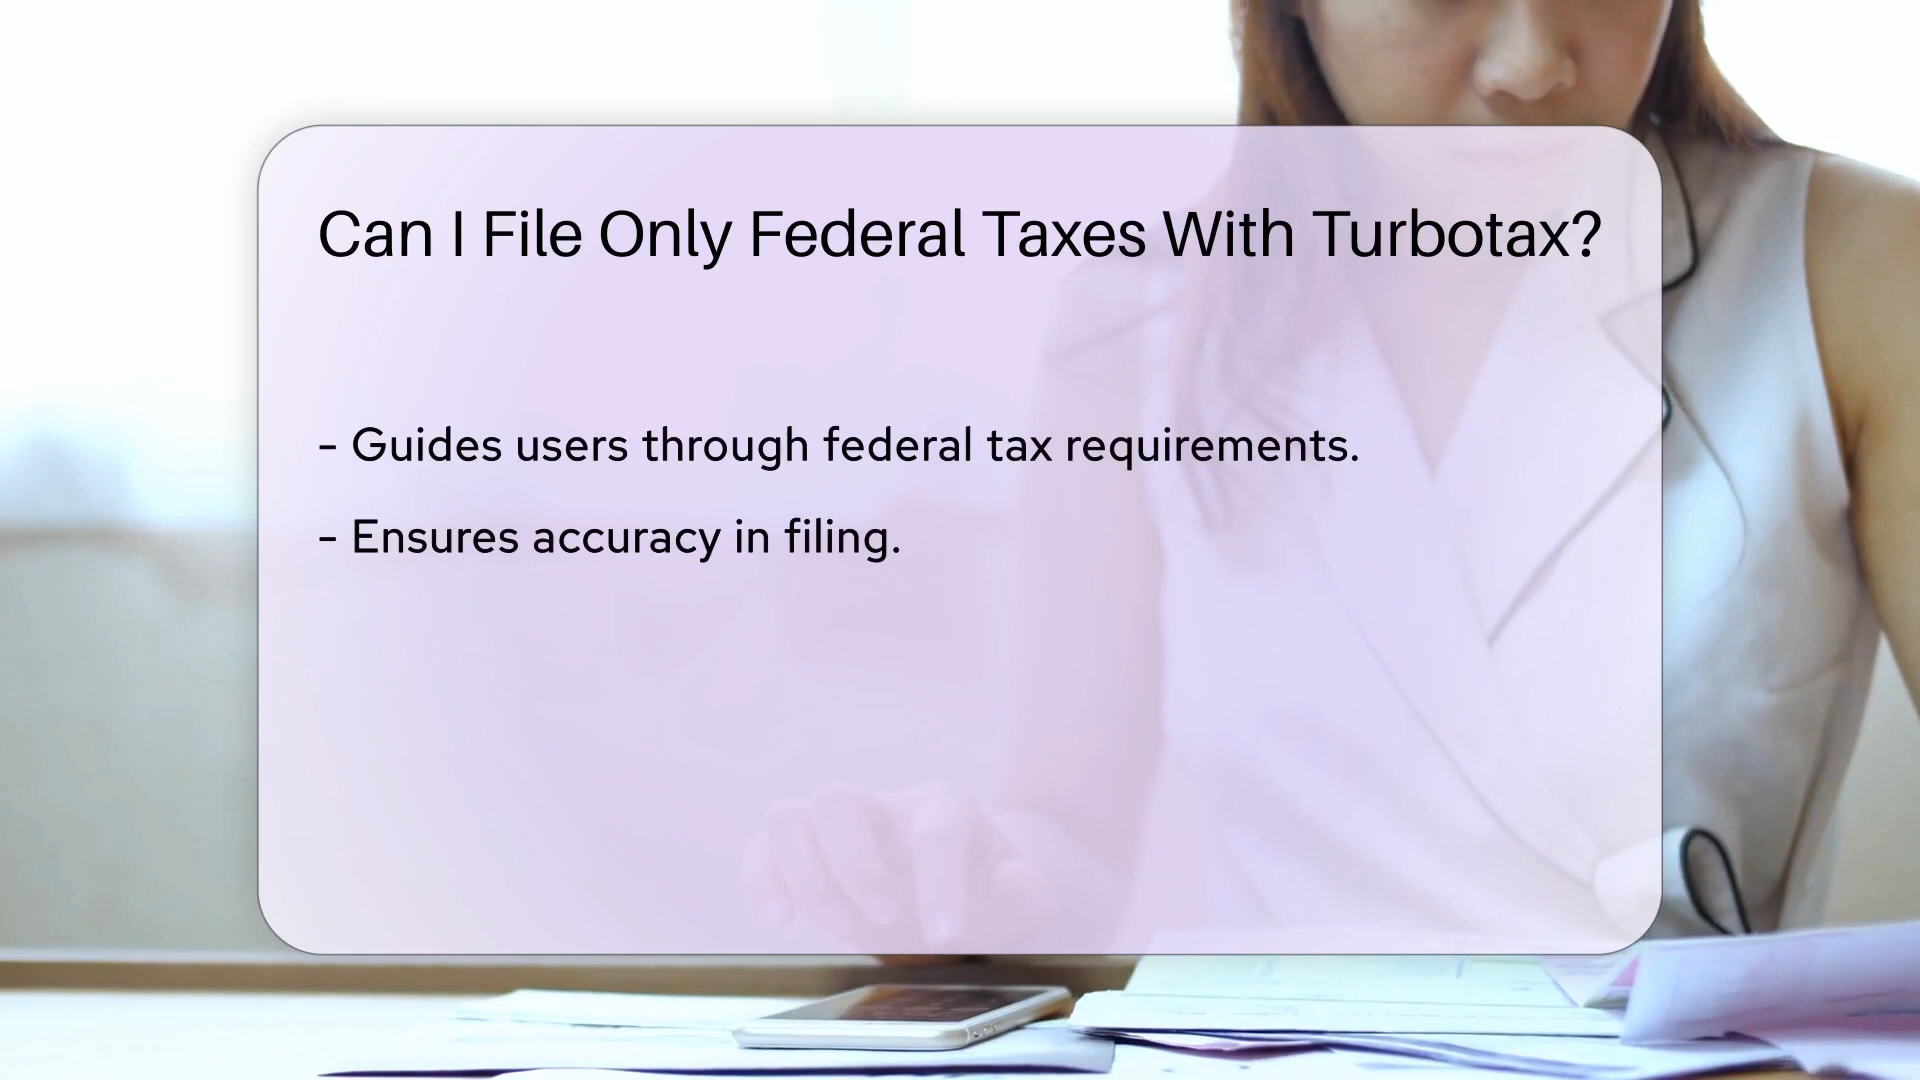 Can I File Only Federal Taxes With Turbotax?
- Guides users through federal tax requirements.
- Ensures accuracy in filing.